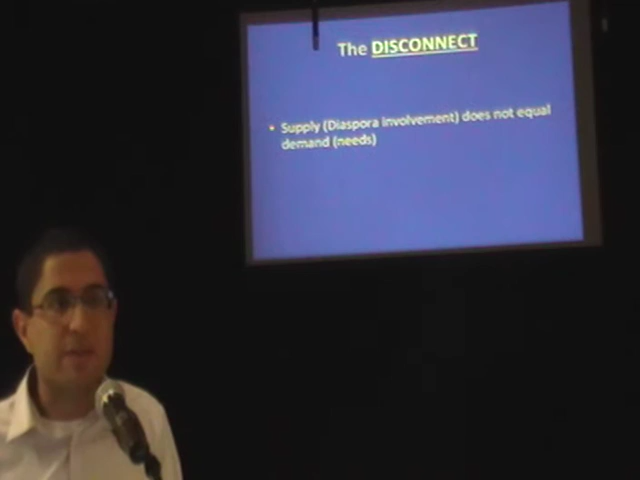 The DISCONNECT
• Supply (Diaspora Involvement) does not equal
demand (needs)